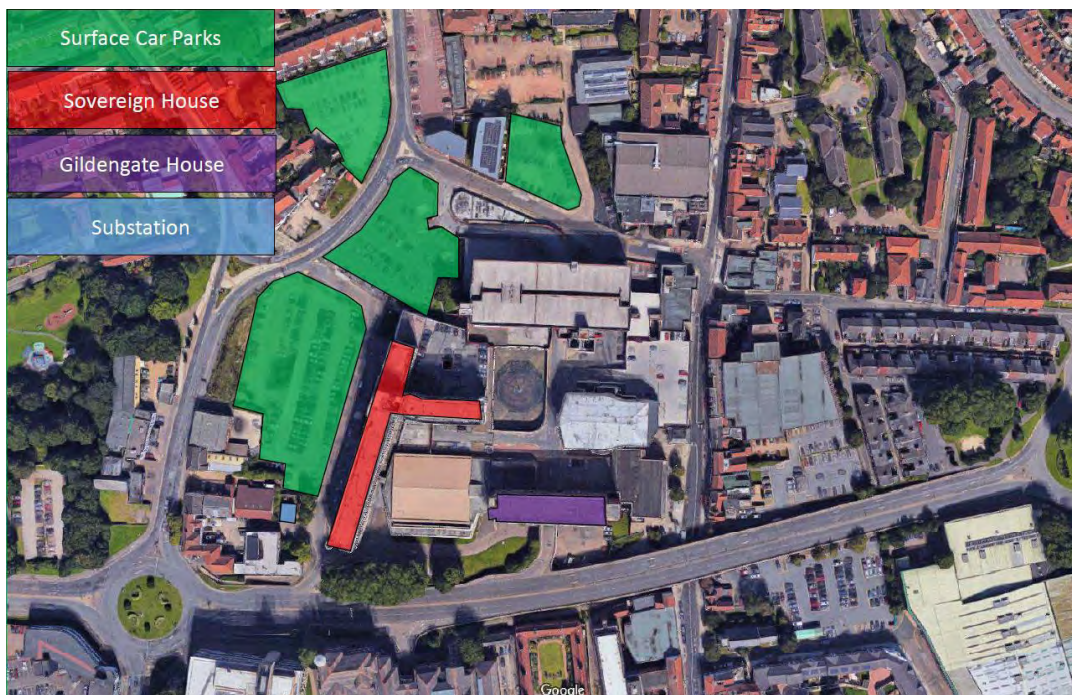 Surface Car Parks
Sovereign House
Gildengate House
Substation
Google